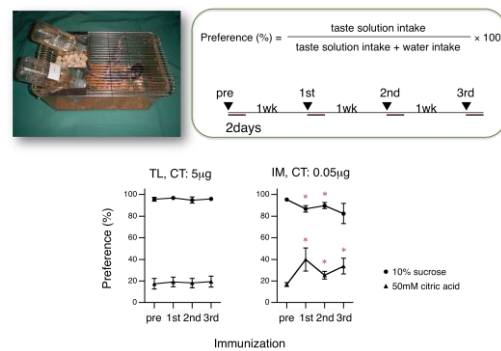 taste solution intake
Preference (%) = × 100
taste solution intake + water intake
pre 1st 2nd 3rd
1wk 1wk 1wk
2days
TL, CT: 5μg IM, CT: 0.05μg
100 100
* *
80 80
60 60
* *
40 40
*
20 20
0 0
pre 1st 2nd 3rd pre 1st 2nd 3rd
Preference (%)
10% sucrose
50mM citric acid
Immunization